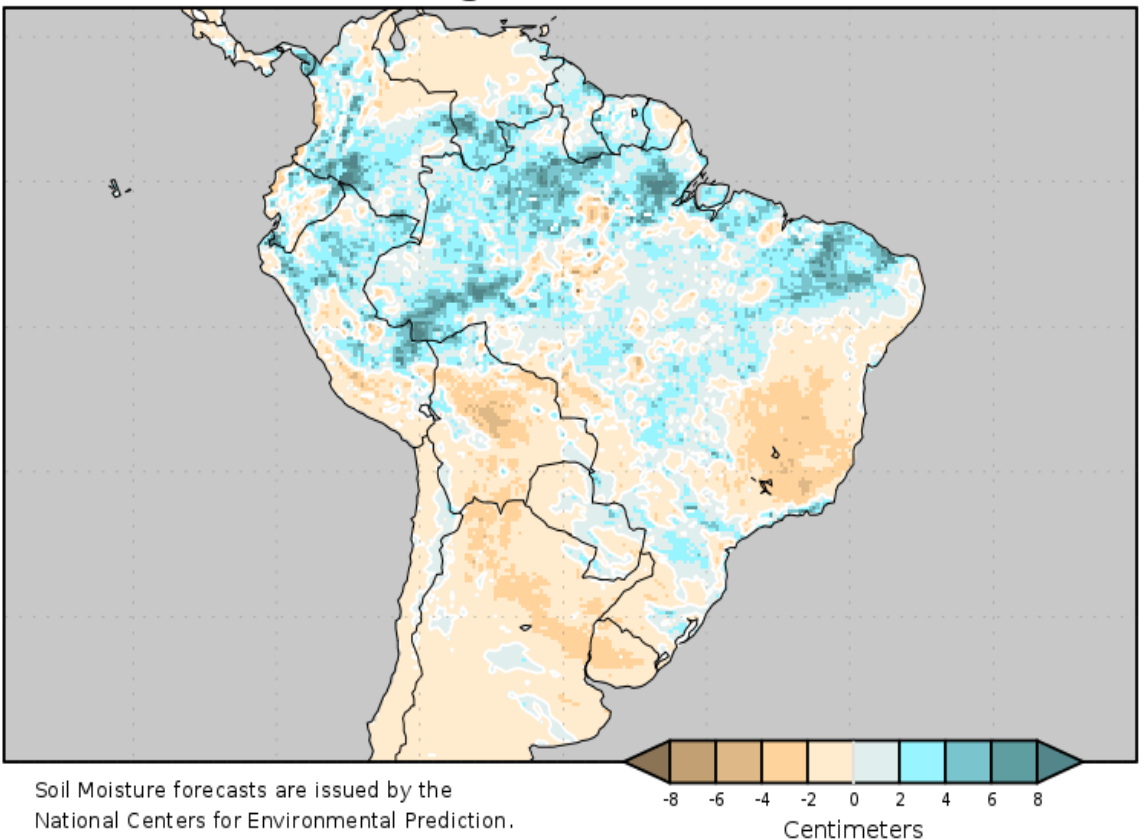 Soil Moisture forecasts are issued by the
National Centers for Environmental Prediction.
-8 -6 -4 -2 0 2 4 6 8
Centimeters